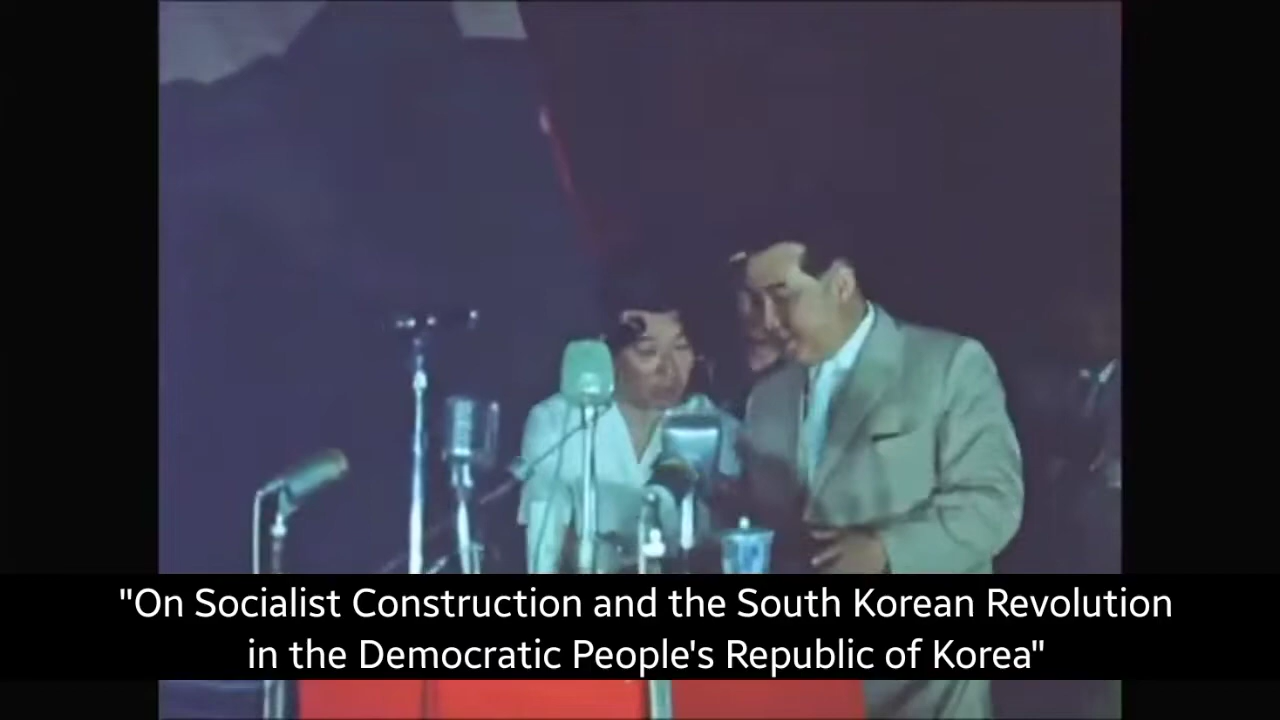 "On Socialist Construction and the South Korean Revolution
in the Democratic People's Republic of Korea"